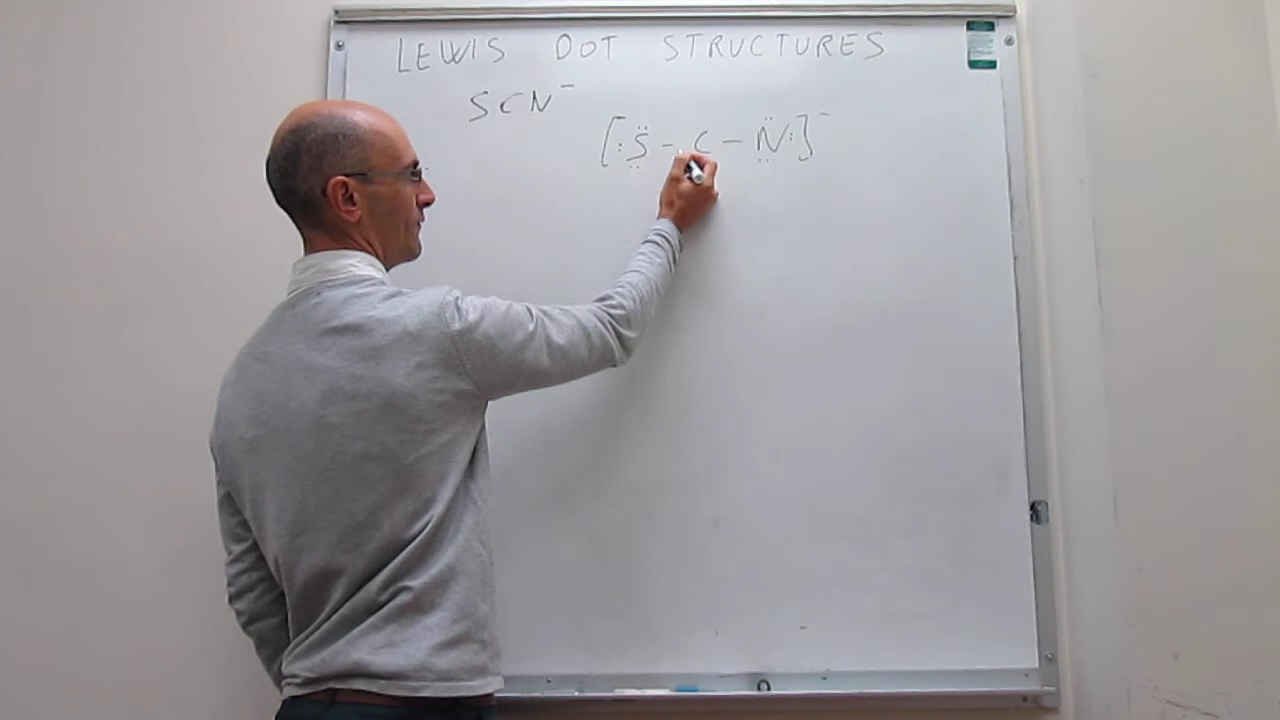 LEWIS DOT STRUCTURES
SCN⁻
[:S̤̈ - C - N̤̈:]⁻